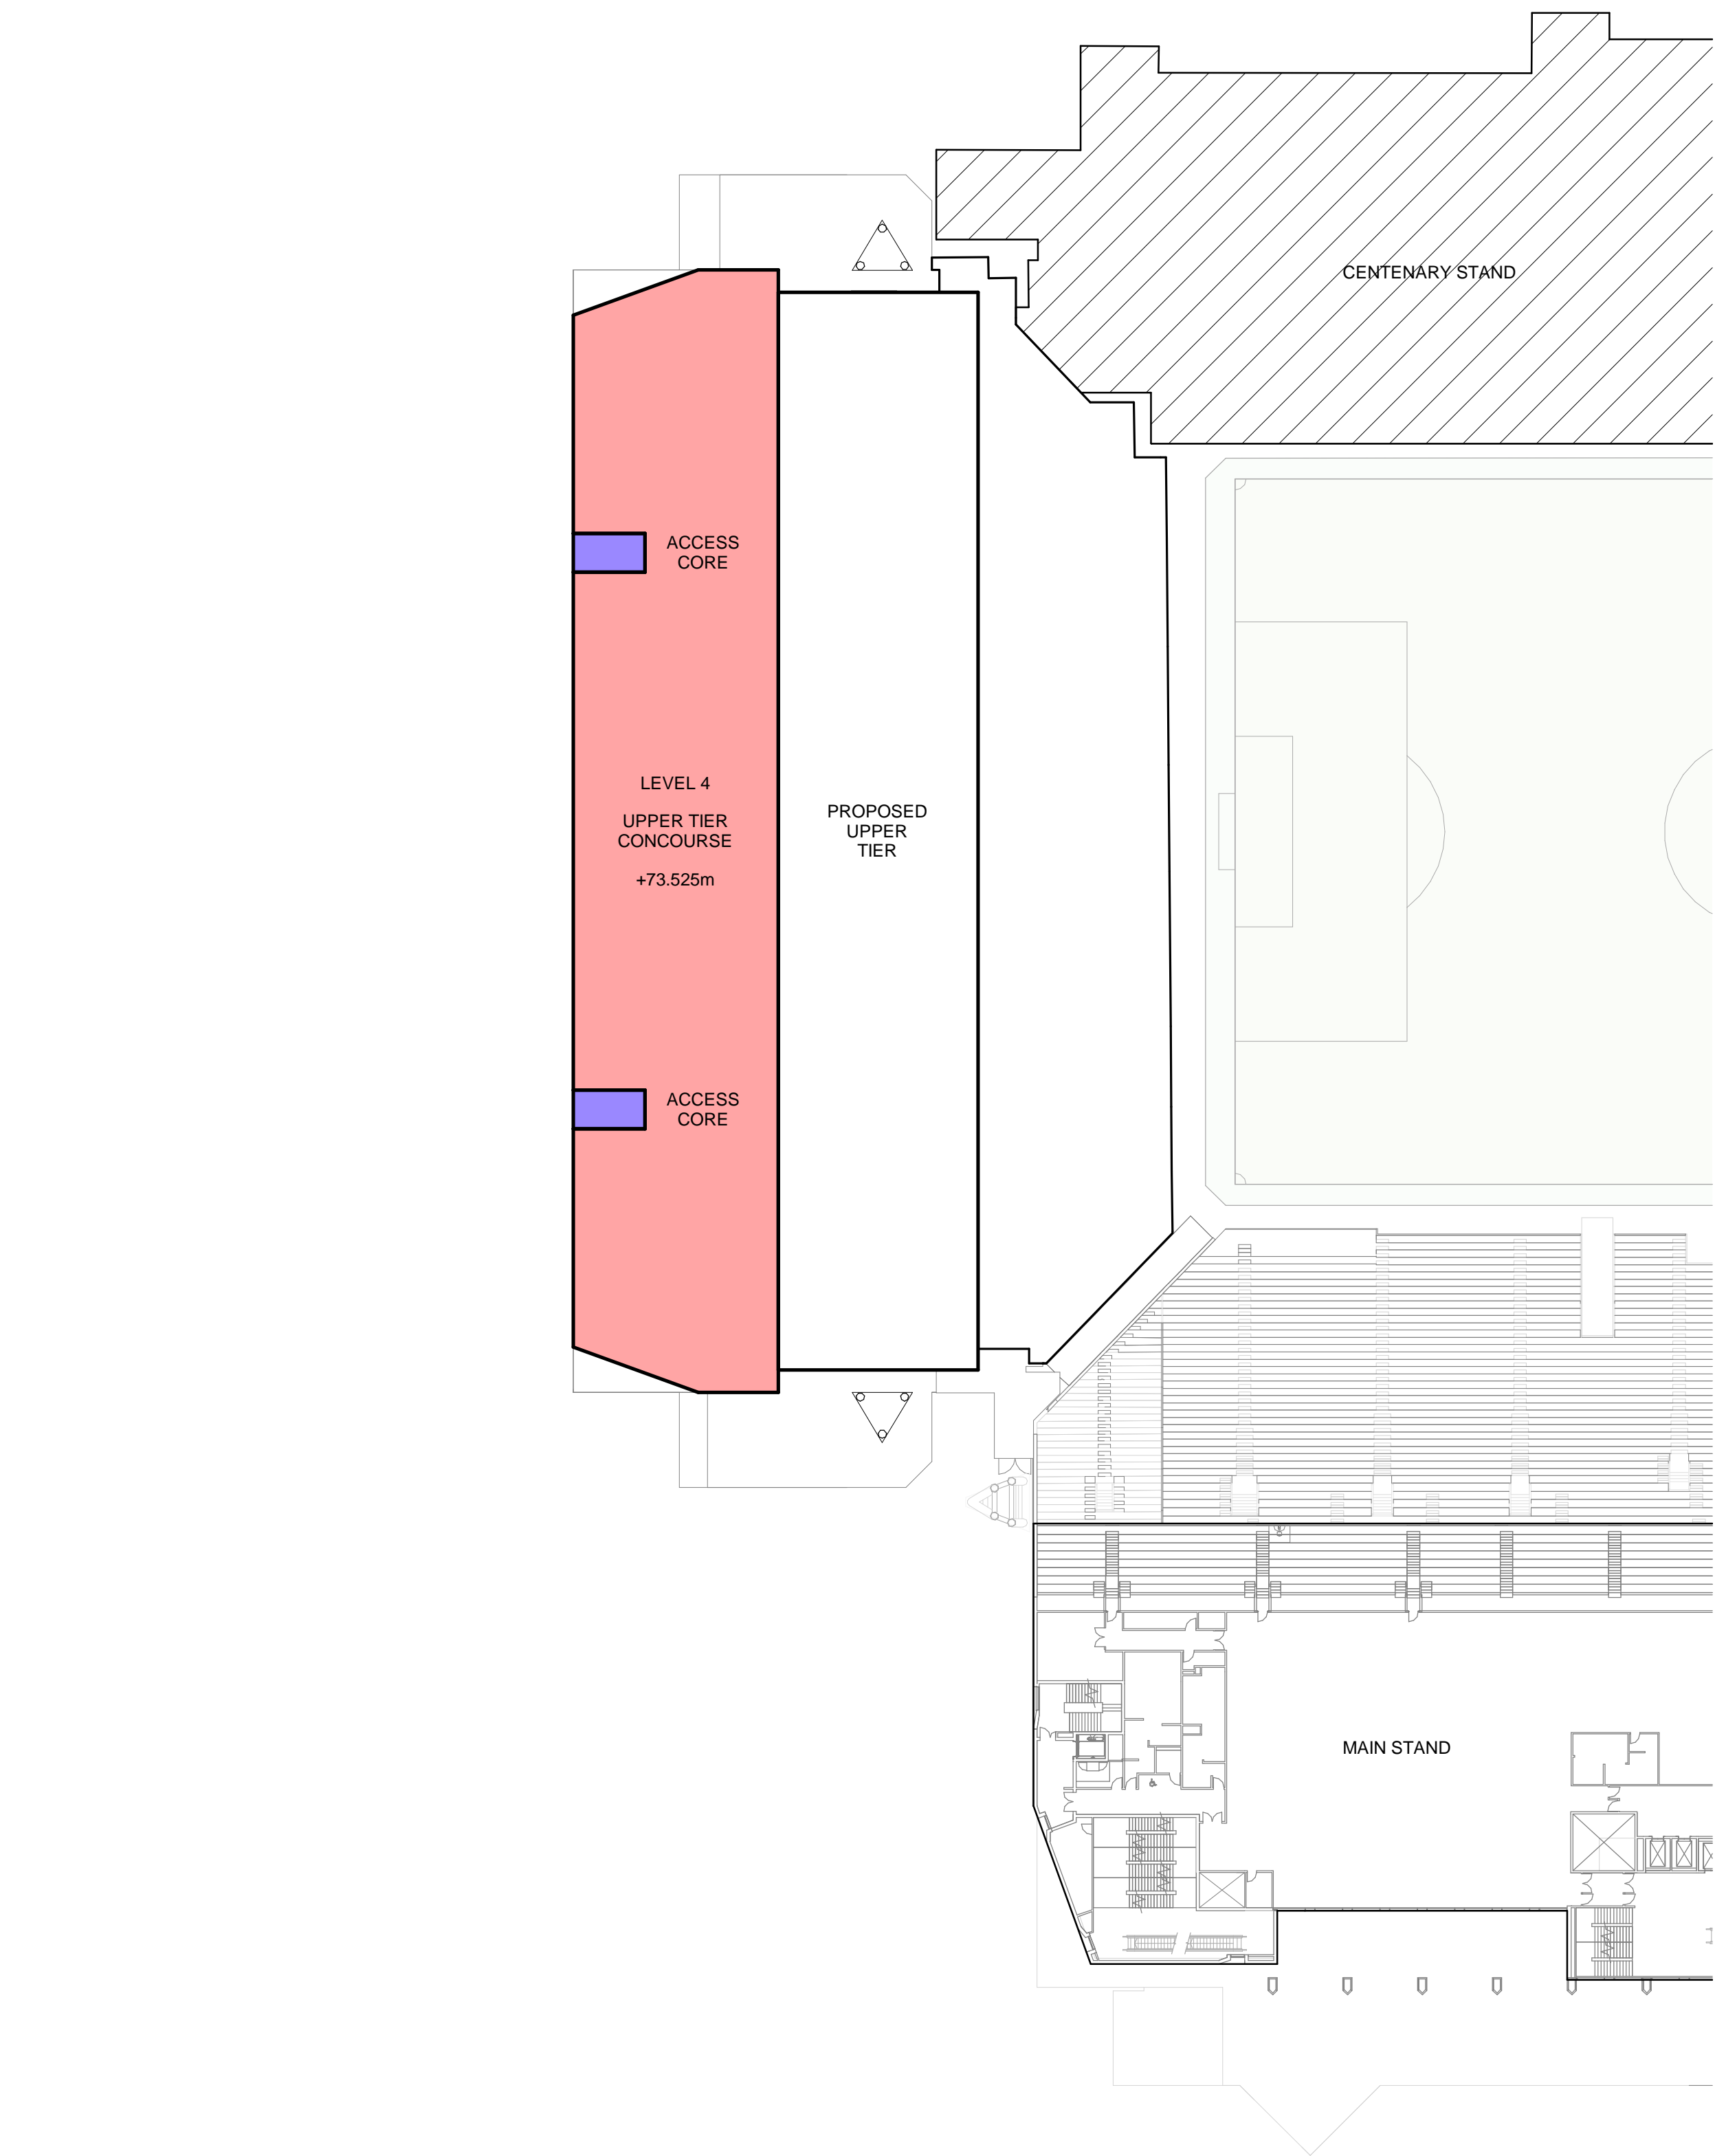 CENTENARY STAND
ACCESS
CORE
LEVEL 4
UPPER TIER
CONCOURSE
+73.525m
PROPOSED
UPPER
TIER
ACCESS
CORE
MAIN STAND